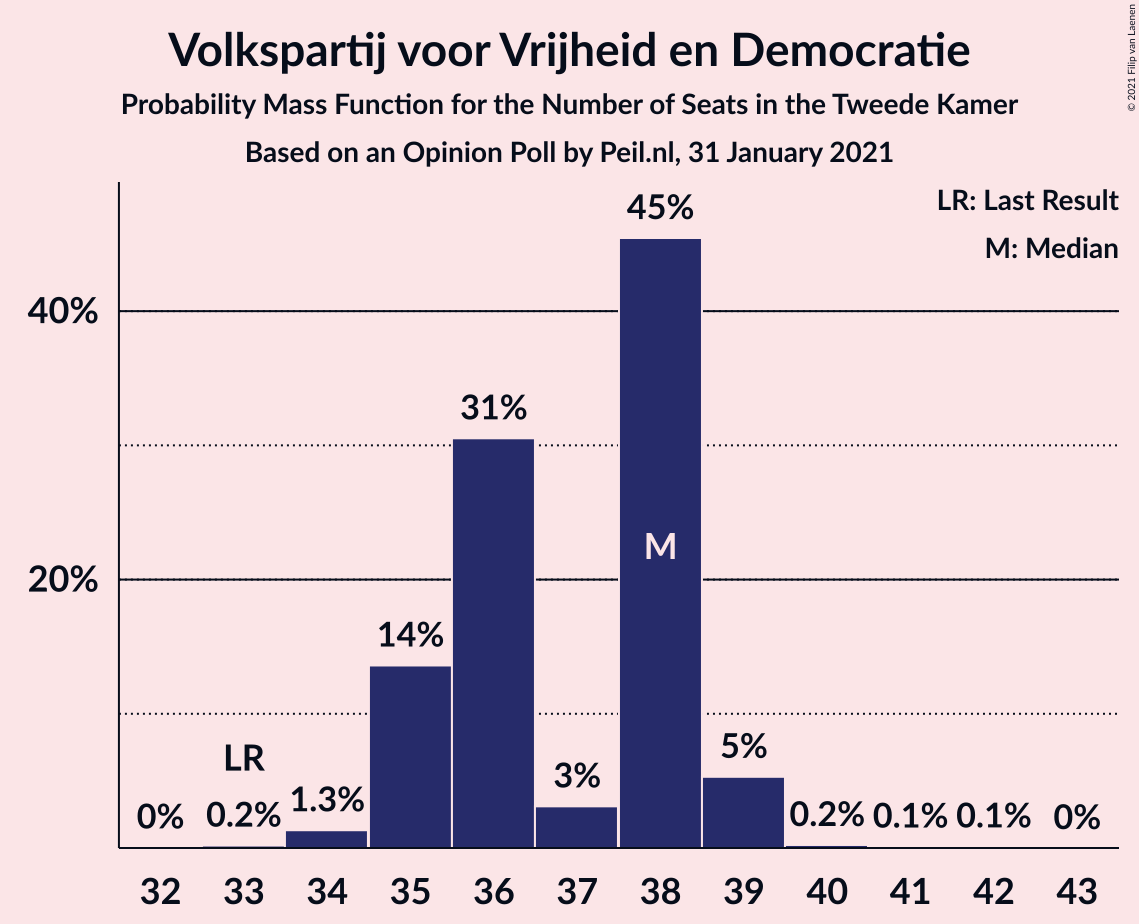 Volkspartij voor Vrijheid en Democratie
Probability Mass Function for the Number of Seats in the Tweede Kamer
Based on an Opinion Poll by Peil.nl, 31 January 2021
© 2021 Filip van Laenen
LR: Last Result
M: Median
45%
40%
31%
M
20%
14%
LR
5%
3%
0% 0.2% 1.3% 0.2% 0.1% 0.1% 0%
32 33 34 35 36 37 38 39 40 41 42 43